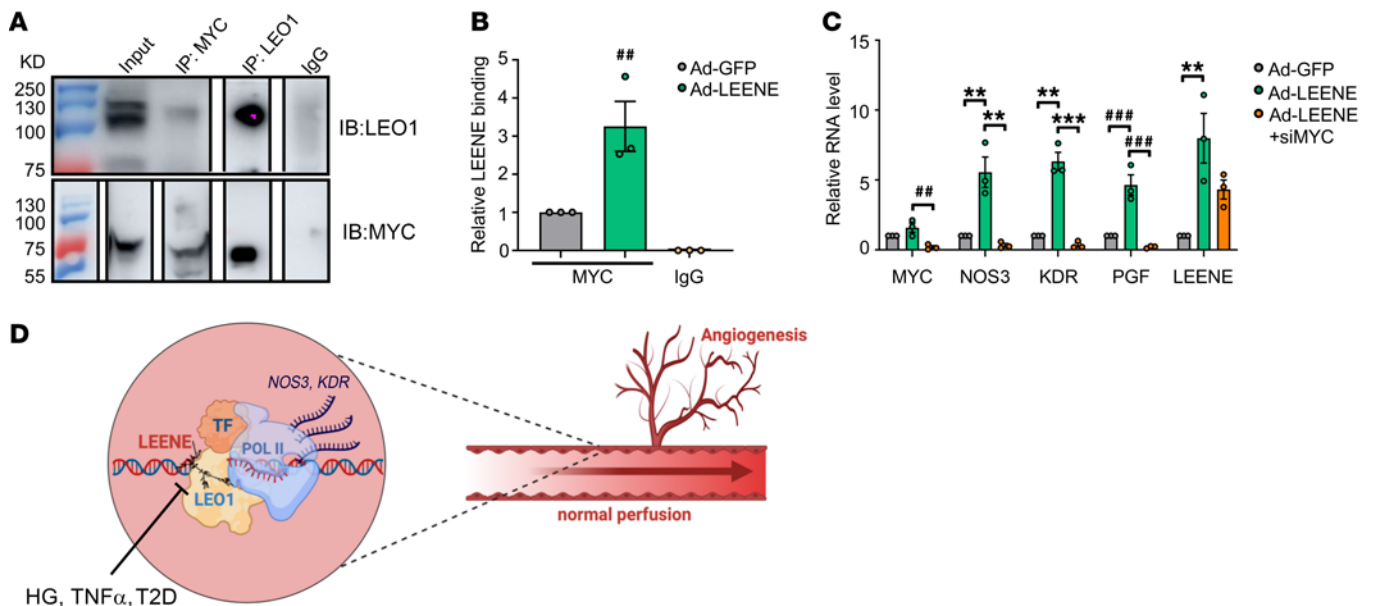 A
KD
Input
IP: MYC
IP: LEO1
IgG
250
130
100
75
IB:LEO1
130
100
75
55
IB:MYC
B
Relative LEENE binding
5
4
3
2
1
0
##
Ad-GFP
Ad-LEENE
MYC
IgG
C
Relative RNA level
15
10
5
0
##
**
**
**
***
###
###
**
MYC
NOS3
KDR
PGF
LEENE
Ad-GFP
Ad-LEENE
Ad-LEENE
+siMYC
D
NOS3, KDR
TF
LEENE
POL II
LEO1
HG, TNFα, T2D
Angiogenesis
normal perfusion